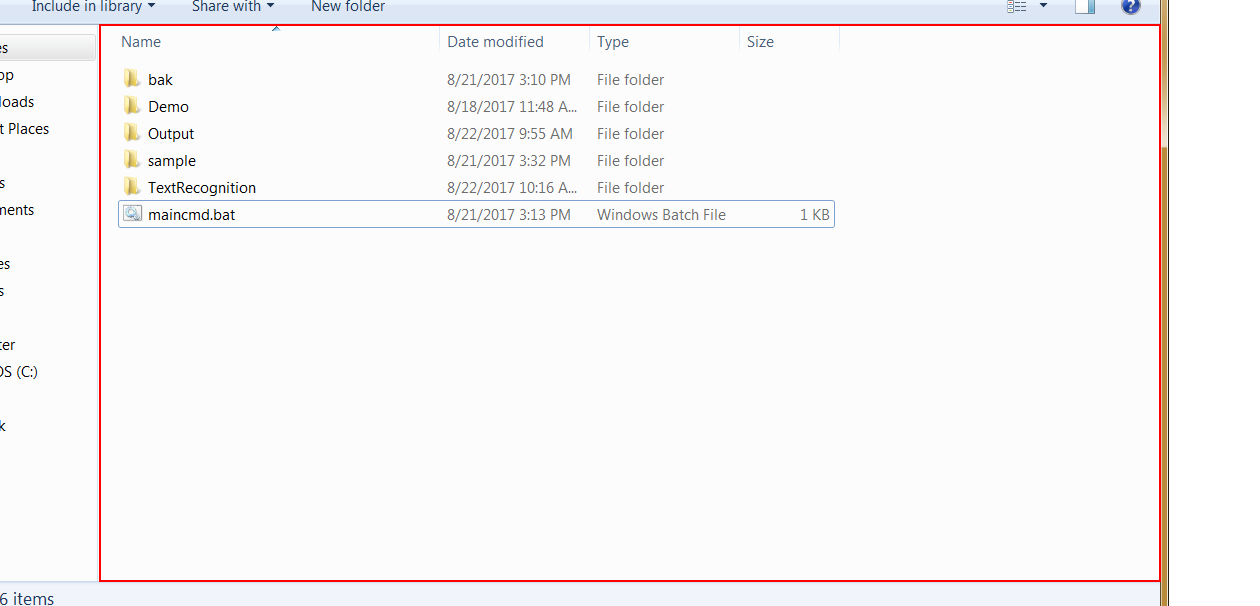 Include in library Share with New folder
Name Date modified Type Size
es
op
loads
t Places
s
ments
es
s
ter
OS (C:)
k
bak 8/21/2017 3:10 PM File folder
Demo 8/18/2017 11:48 A... File folder
Output 8/22/2017 9:55 AM File folder
sample 8/21/2017 3:32 PM File folder
TextRecognition 8/22/2017 10:16 A... File folder
maincmd.bat 8/21/2017 3:13 PM Windows Batch File 1 KB
6 items